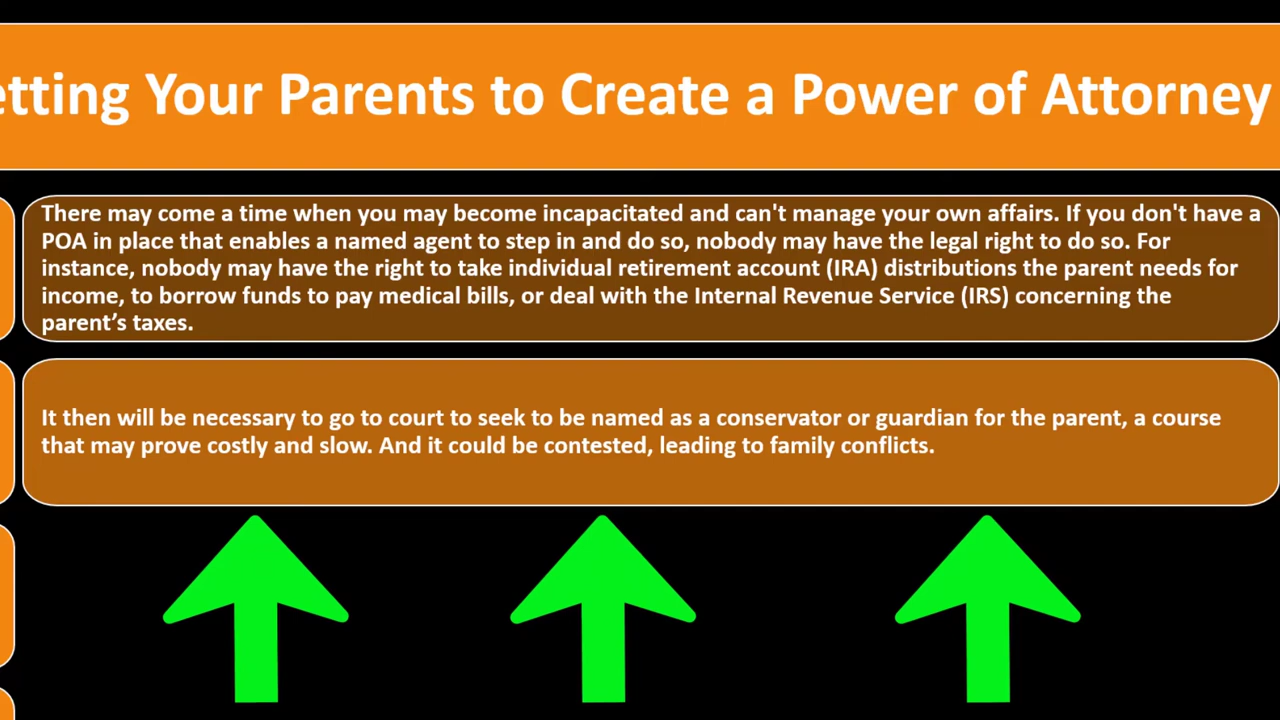 etting Your Parents to Create a Power of Attorney
There may come a time when you may become incapacitated and can't manage your own affairs. If you don't have a
POA in place that enables a named agent to step in and do so, nobody may have the legal right to do so. For
instance, nobody may have the right to take individual retirement account (IRA) distributions the parent needs for
income, to borrow funds to pay medical bills, or deal with the Internal Revenue Service (IRS) concerning the
parent’s taxes.
It then will be necessary to go to court to seek to be named as a conservator or guardian for the parent, a course
that may prove costly and slow. And it could be contested, leading to family conflicts.